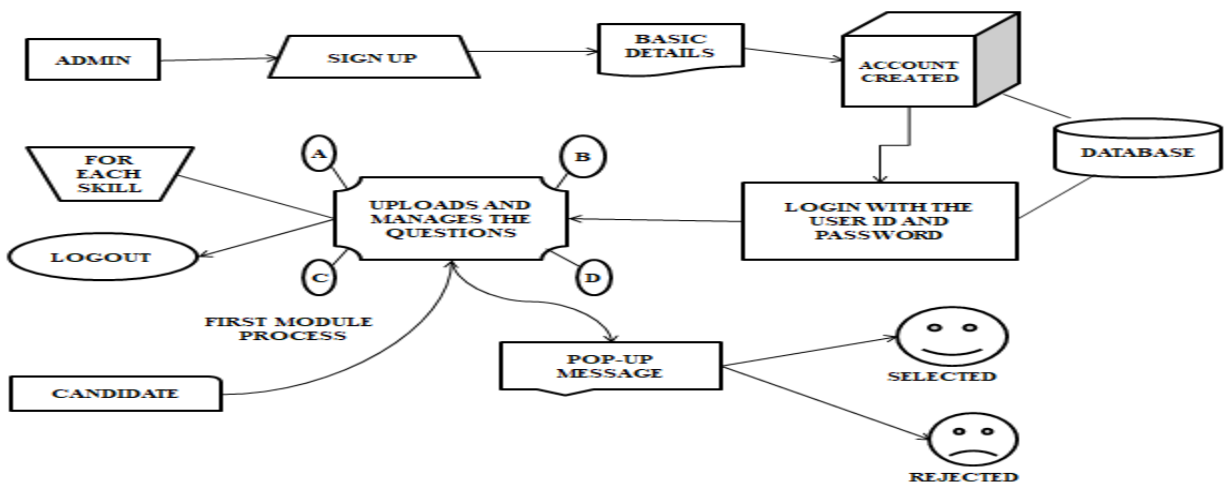 ADMIN
SIGN UP
BASIC
DETAILS
ACCOUNT
CREATED
DATABASE
FOR
EACH
SKILL
A
B
UPLOADS AND
MANAGES THE
QUESTIONS
LOGIN WITH THE
USER ID AND
PASSWORD
LOGOUT
C
D
FIRST MODULE
PROCESS
POP-UP
MESSAGE
SELECTED
CANDIDATE
REJECTED